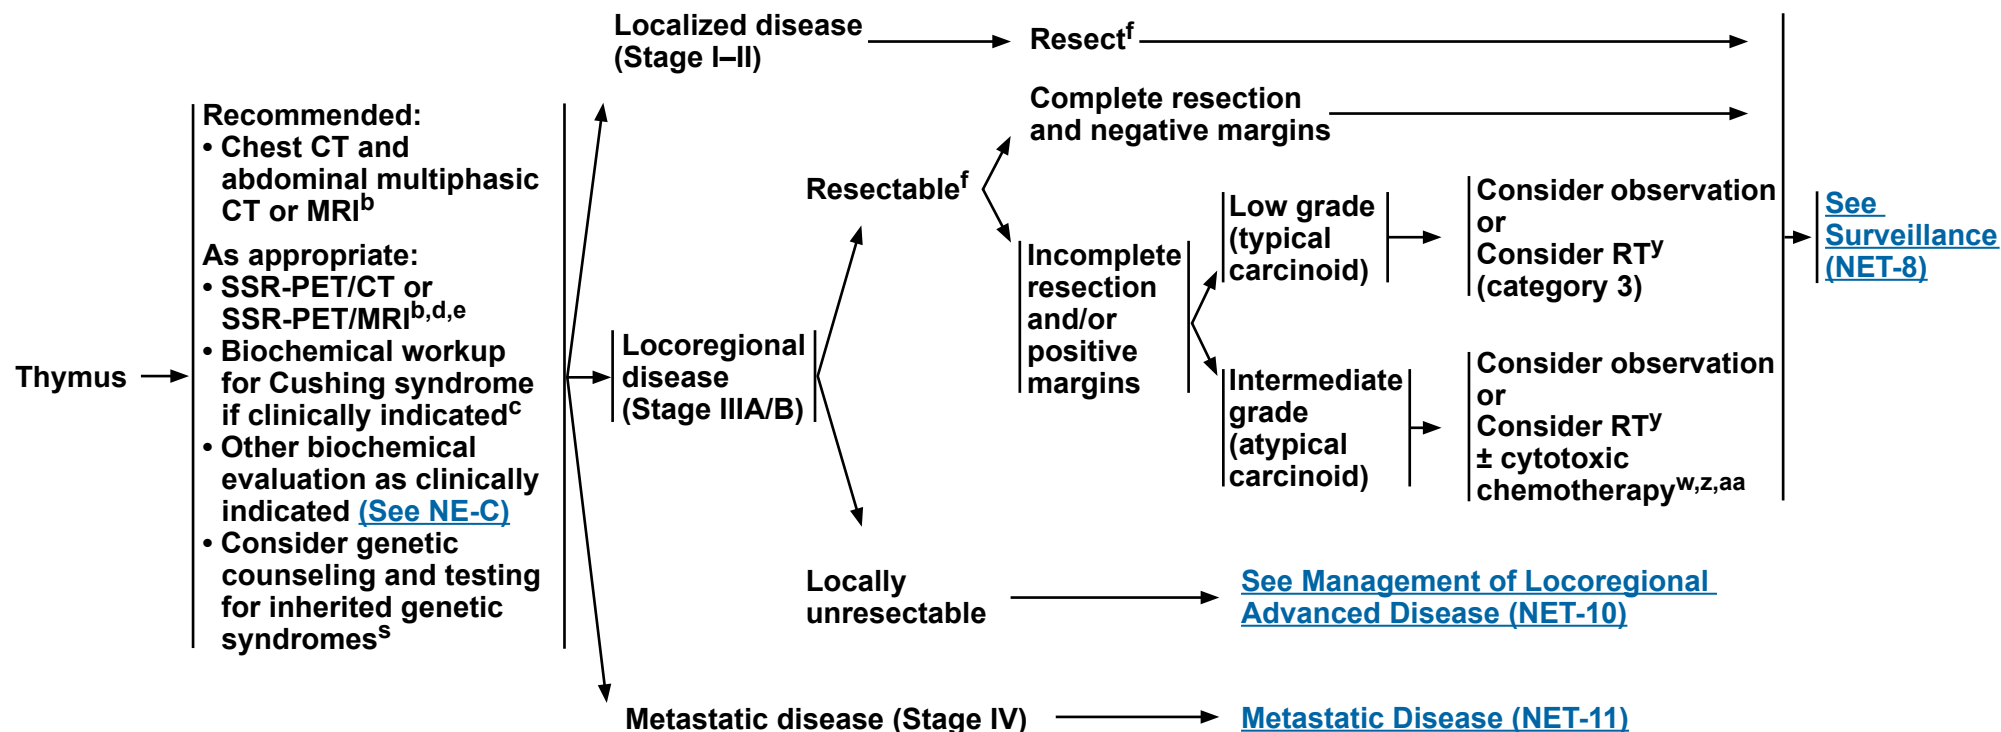 Thymus
Recommended:
• Chest CT and
abdominal multiphasic
CT or MRIb
As appropriate:
• SSR-PET/CT or
SSR-PET/MRIb,d,e
• Biochemical workup
for Cushing syndrome
if clinically indicatedc
• Other biochemical
evaluation as clinically
indicated (See NE-C)
• Consider genetic
counseling and testing
for inherited genetic
syndromess
Localized disease
(Stage I–II)
Resectf
Locoregional
disease
(Stage IIIA/B)
Resectablef
Complete resection
and negative margins
Incomplete
resection
and/or
positive
margins
Low grade
(typical
carcinoid)
Consider observation
or
Consider RTy
(category 3)
Intermediate
grade
(atypical
carcinoid)
Consider observation
or
Consider RTy
± cytotoxic
chemotherapyw,z,aa
See
Surveillance
(NET-8)
Locally
unresectable
See Management of Locoregional
Advanced Disease (NET-10)
Metastatic disease (Stage IV)
Metastatic Disease (NET-11)